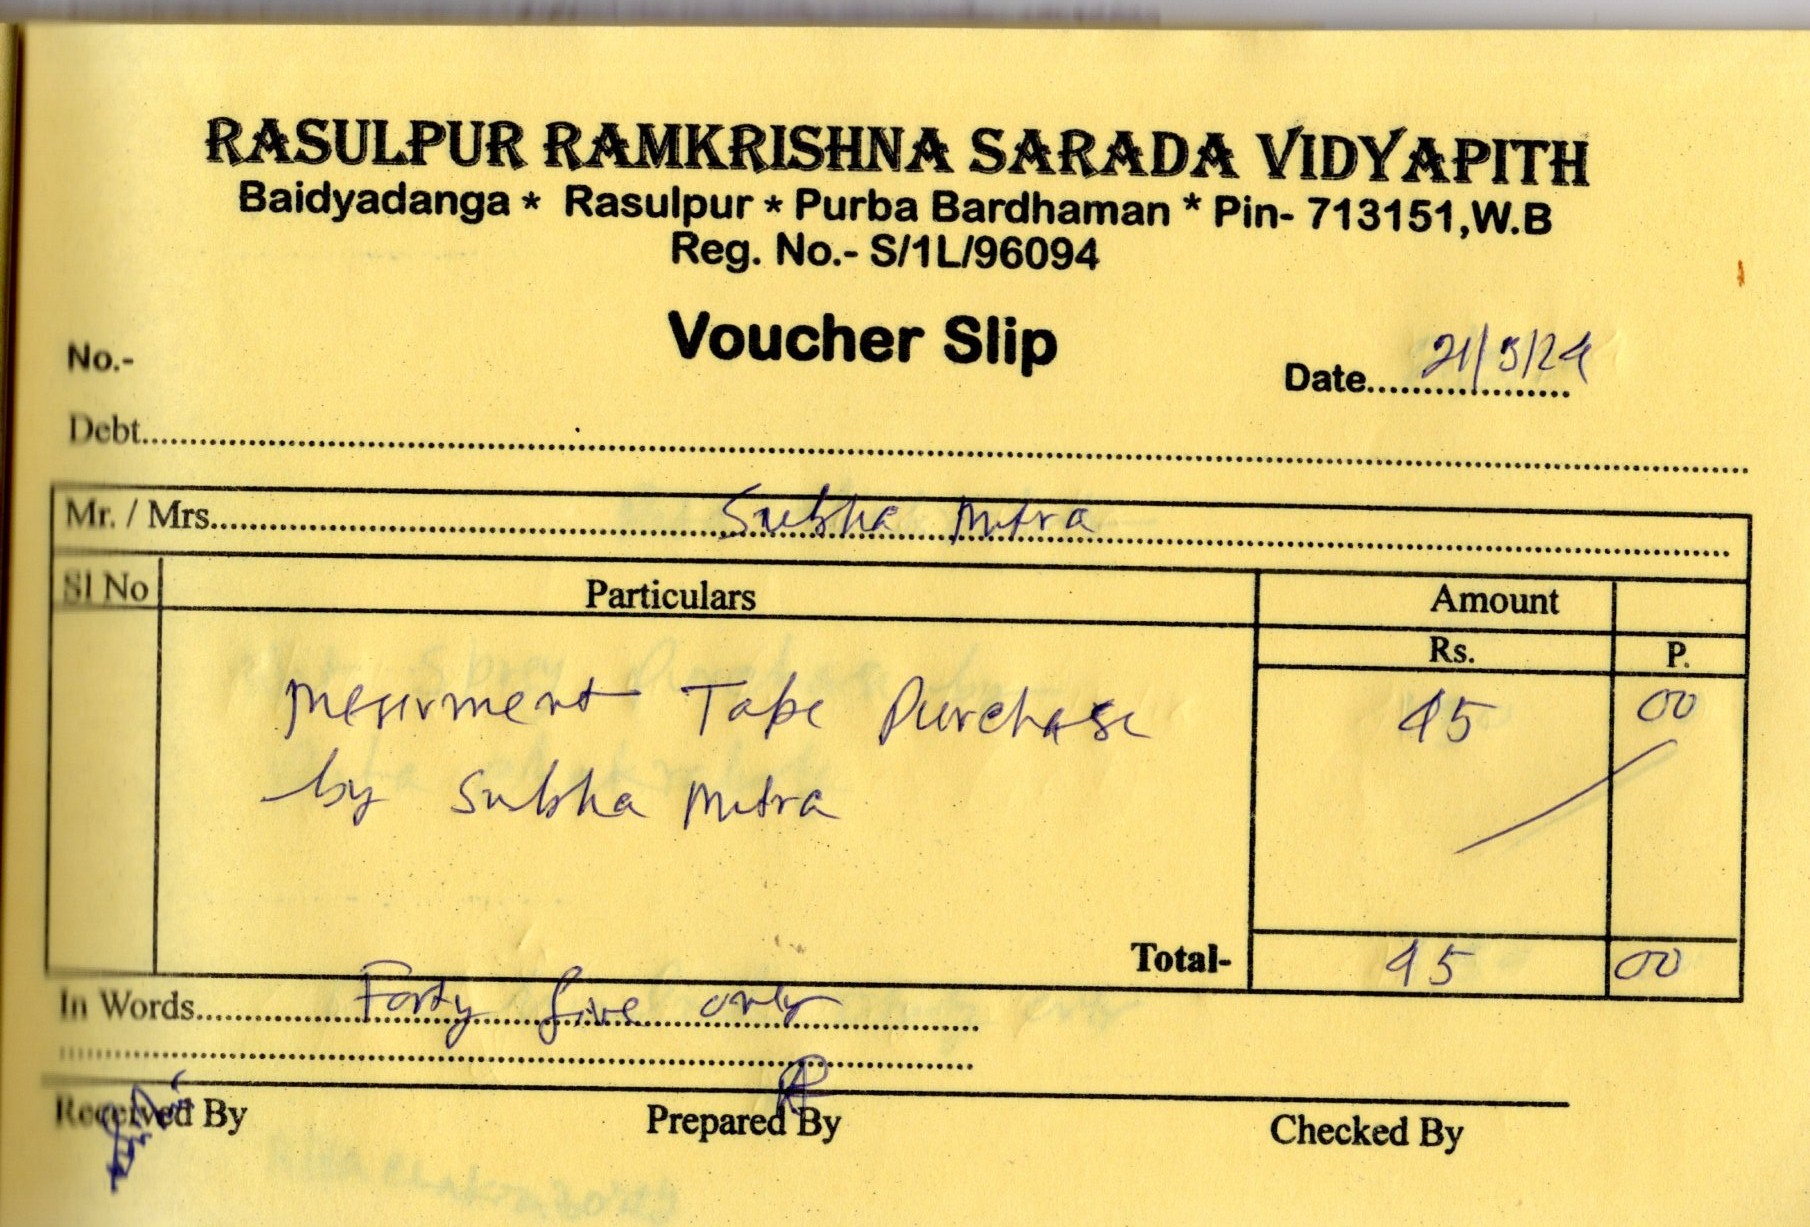 RASULPUR RAMKRISHNA SARADA VIDYAPITH
Baidyadanga * Rasulpur * Purba Bardhaman * Pin- 713151,W.B
Reg. No.- S/1L/96094
Voucher Slip
No.-
Date.................. 21/3/24
Debt...
Mr. / Mrs... Subha Mitra
Sl No Particulars Amount
Rs. P.
Mesurment Tape Purchase 45 00
by Subha Mitra
Total- 45 00
In Words... Forty five only
Received By Prepared By Checked By